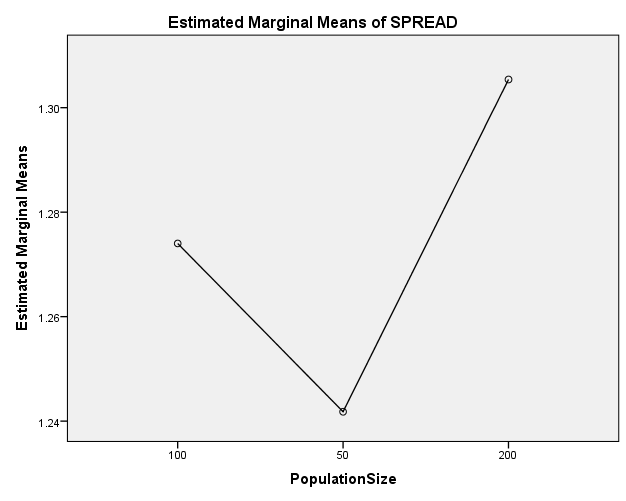 Estimated Marginal Means of SPREAD
Estimated Marginal Means
1.30
1.28
1.26
1.24
100 50 200
PopulationSize